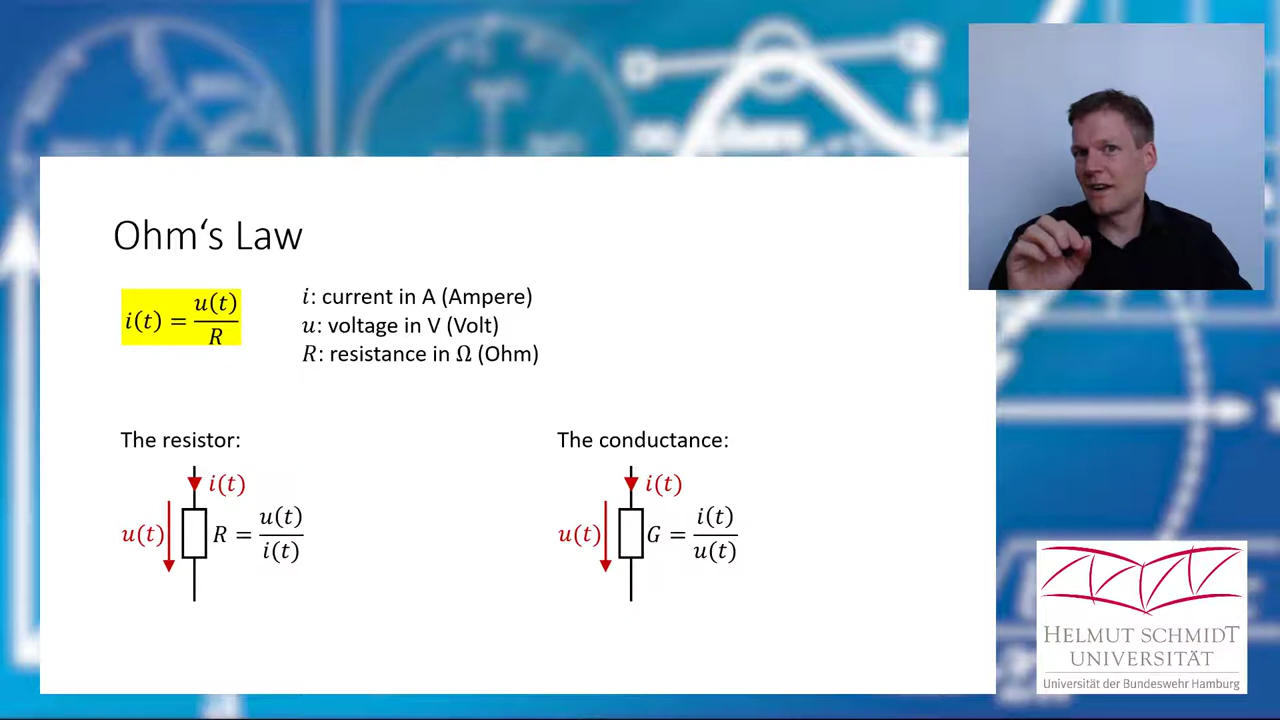 Ohm‘s Law
i(t) = u(t)/R
i: current in A (Ampere)
u: voltage in V (Volt)
R: resistance in Ω (Ohm)
The resistor:
i(t)
u(t)
R = u(t)/i(t)
The conductance:
i(t)
u(t)
G = i(t)/u(t)
HELMUT SCHMIDT
UNIVERSITÄT
Universität der Bundeswehr Hamburg